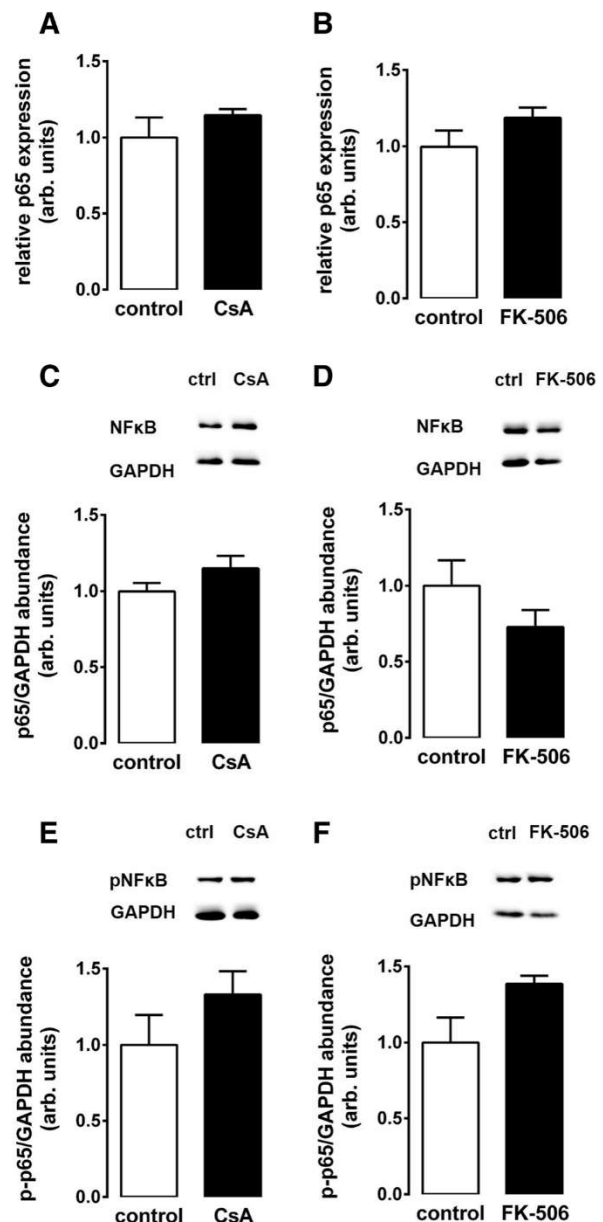 A
relative p65 expression
(arb. units)
1.5
1.0
0.5
0.0
control CsA
B
relative p65 expression
(arb. units)
1.5
1.0
0.5
0.0
control FK-506
C
ctrl CsA
NFκB
GAPDH
p65/GAPDH abundance
(arb. units)
1.5
1.0
0.5
0.0
control CsA
D
ctrl FK-506
NFκB
GAPDH
p65/GAPDH abundance
(arb. units)
1.5
1.0
0.5
0.0
control FK-506
E
ctrl CsA
pNFκB
GAPDH
p-p65/GAPDH abundance
(arb. units)
1.5
1.0
0.5
0.0
control CsA
F
ctrl FK-506
pNFκB
GAPDH
p-p65/GAPDH abundance
(arb. units)
1.5
1.0
0.5
0.0
control FK-506